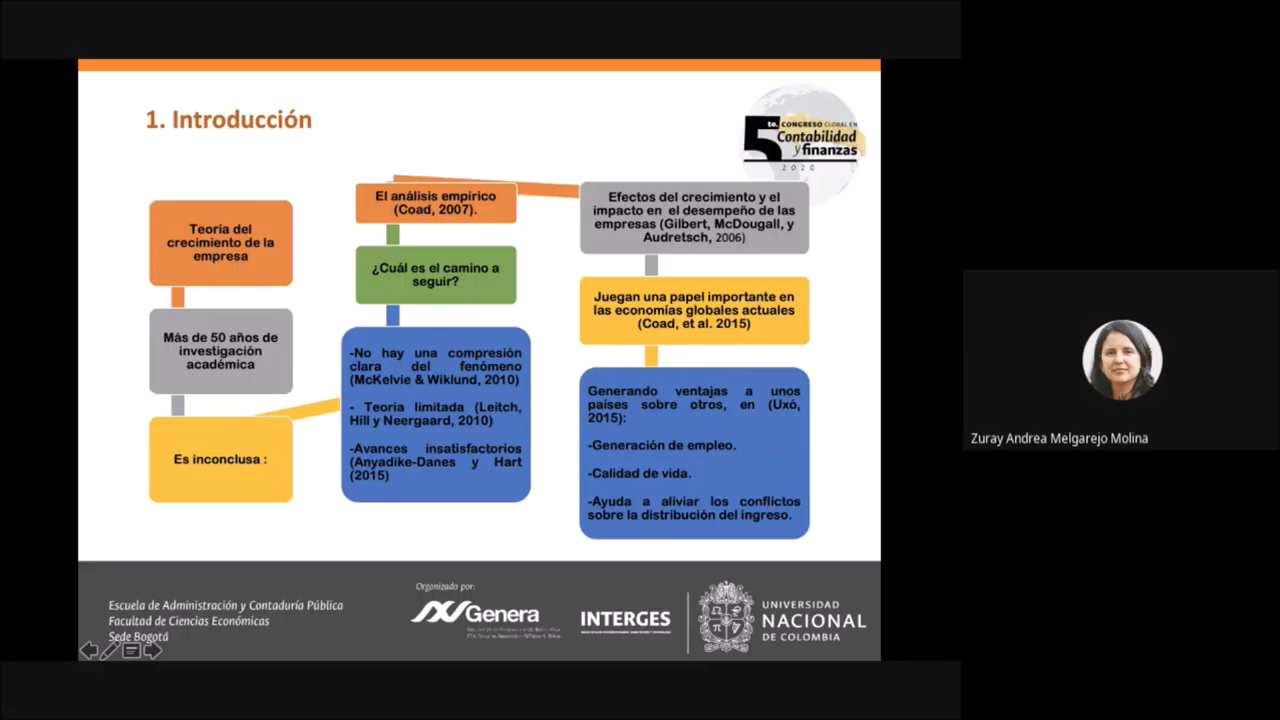 1. Introducción
5to. CONGRESO GLOBAL EN
Contabilidad
y finanzas
2020
Teoría del
crecimiento de la
empresa
Más de 50 años de
investigación
académica
Es inconclusa :
-No hay una compresión
clara del fenómeno
(McKelvie & Wiklund, 2010)
- Teoría limitada (Leitch,
Hill y Neergaard, 2010)
-Avances insatisfactorios
(Anyadike-Danes y Hart
(2015)
¿Cuál es el camino a
seguir?
El análisis empírico
(Coad, 2007).
Efectos del crecimiento y el
impacto en el desempeño de las
empresas (Gilbert, McDougall, y
Audretsch, 2006)
Juegan una papel importante en
las economías globales actuales
(Coad, et al. 2015)
Generando ventajas a unos
países sobre otros, en (Uxó,
2015):
-Generación de empleo.
-Calidad de vida.
-Ayuda a aliviar los conflictos
sobre la distribución del ingreso.
Zuray Andrea Melgarejo Molina
Escuela de Administración y Contaduría Pública
Facultad de Ciencias Económicas
Sede Bogotá
Organizado por:
Genera
INTERGES
UNIVERSIDAD
NACIONAL
DE COLOMBIA